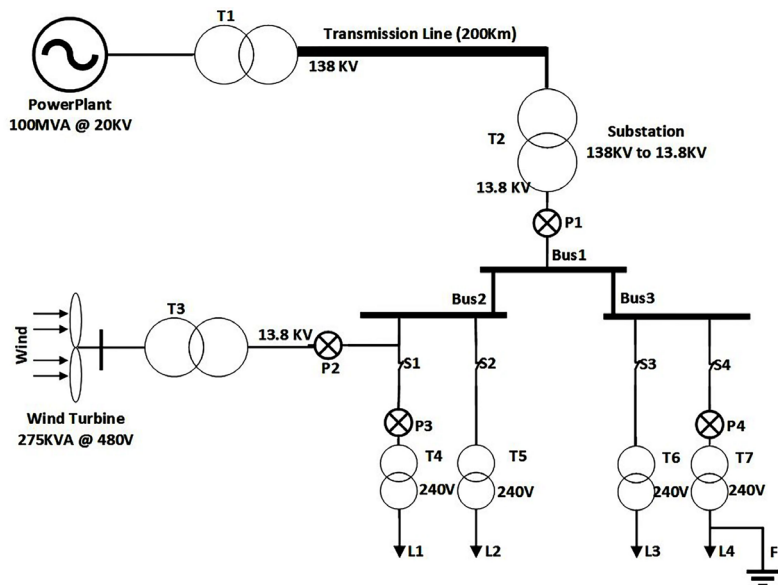 T1
Transmission Line (200Km)
138 KV
PowerPlant
100MVA @ 20KV
T2
Substation
138KV to 13.8KV
13.8 KV
P1
Bus1
Bus2
Bus3
Wind
T3
13.8 KV
P2
S1
S2
S3
S4
Wind Turbine
275KVA @ 480V
P3
P4
T4
T5
T6
T7
240V
240V
240V
240V
L1
L2
L3
L4
F